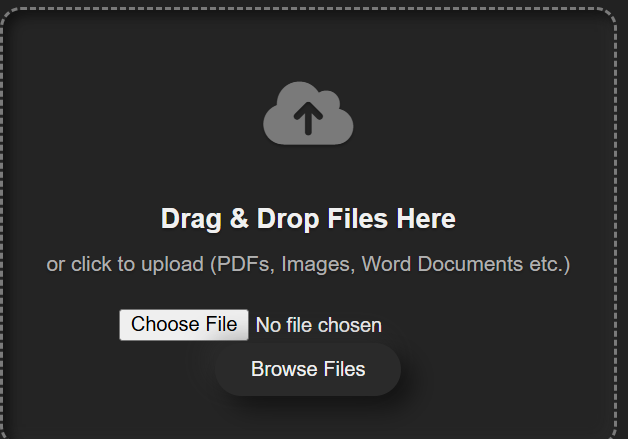 Drag & Drop Files Here
or click to upload (PDFs, Images, Word Documents etc.)
Choose File No file chosen
Browse Files